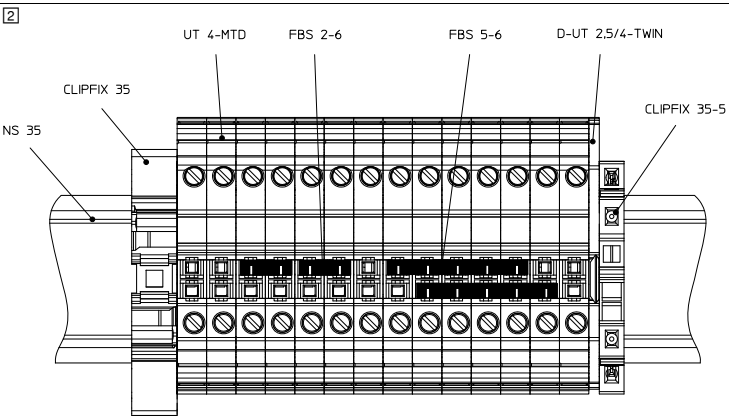 2
UT 4-MTD
FBS 2-6
FBS 5-6
D-UT 2,5/4-TWIN
CLIPFIX 35
CLIPFIX 35-5
NS 35